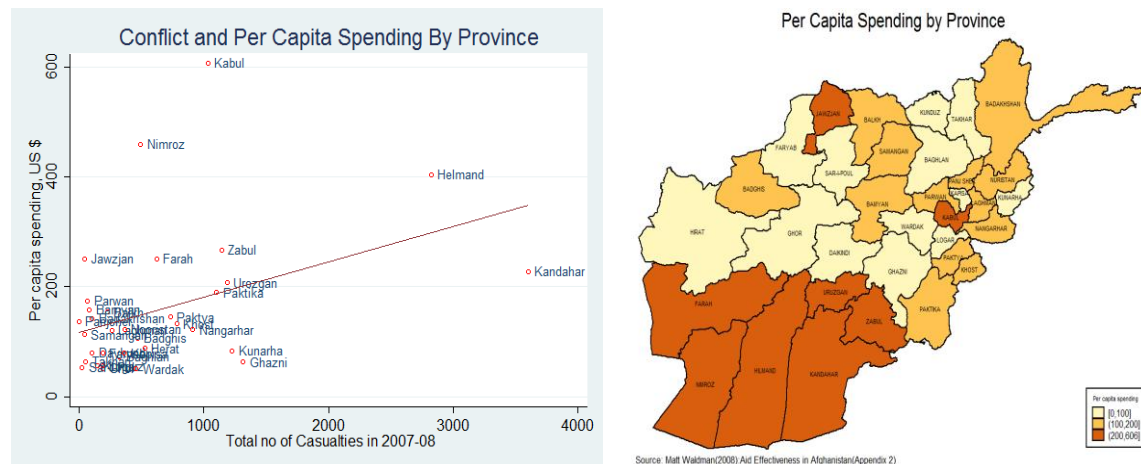 Conflict and Per Capita Spending By Province
Per capita spending, US $
600
400
200
0
Kabul
Nimroz
Helmand
Zabul
Jawzjan
Farah
Kandahar
Urozgan
Paktika
Parwan
Bamyan
Paktya
Khost
Nangarhar
Nooristan
Samangan
Badghis
Herat
Kunarha
Ghazni
Wardak
0
1000
2000
3000
4000
Total no of Casualties in 2007-08
Per Capita Spending by Province
BADAKHSHAN
JAWZJAN
BALKH
KUNDUZ
TAKHAR
FARYAB
SAMANGAN
BAGHLAN
SAR-I-POUL
BADGHIS
NURISTAN
KUNARHA
BAMYAN
PARWAN
KABUL
NANGARHAR
HIRAT
GHOR
WARDAK
LOGAR
DAIKINDI
PAKTYA
GHAZNI
KHOST
FARAH
URUZGAN
PAKTIKA
ZABUL
NIMROZ
HILMAND
KANDAHAR
Per capita spending
[0,100]
(100,200]
(200,606]
Source: Matt Waldman(2008) Aid Effectiveness in Afghanistan(Appendix 2)